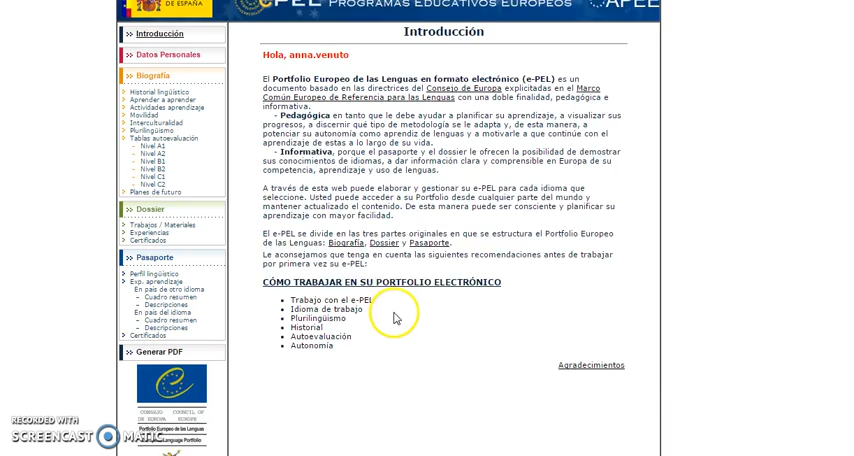 DE ESPAÑA
ePEL PROGRAMAS EDUCATIVOS EUROPEOS
Introducción
Datos Personales
Biografía
Historial lingüístico
Aprender a aprender
Actividades aprendizaje
Movilidad
Interculturalidad
Plurilingüismo
Tablas autoevaluación
Nivel A1
Nivel A2
Nivel B1
Nivel B2
Nivel C1
Nivel C2
Planes de futuro
Dossier
Trabajos / Materiales
Experiencias
Certificados
Pasaporte
Perfil lingüístico
Exp. aprendizaje
En país de otro idioma
Cuadro resumen
Descripciones
En país del idioma
Cuadro resumen
Descripciones
Certificados
Generar PDF
CONSEJO COUNCIL OF
DE EUROPA EUROPE
Portfolio Europeo de las Lenguas
European Language Portfolio
Introducción
Hola, anna.venuto
El Portfolio Europeo de las Lenguas en formato electrónico (e-PEL) es un
documento basado en las directrices del Consejo de Europa explicitadas en el Marco
Común Europeo de Referencia para las Lenguas con una doble finalidad, pedagógica e
informativa.
- Pedagógica en tanto que le debe ayudar a planificar su aprendizaje, a visualizar sus
progresos, a discernir qué tipo de metodología se le adapta y, de esta manera, a
potenciar su autonomía como aprendiz de lenguas y a motivarle a que continúe con el
aprendizaje de estas a lo largo de su vida.
- Informativa, porque el pasaporte y el dossier le ofrecen la posibilidad de demostrar
sus conocimientos de idiomas, a dar información clara y comprensible en Europa de su
competencia, aprendizaje y uso de lenguas.
A través de esta web puede elaborar y gestionar su e-PEL para cada idioma que
seleccione. Usted puede acceder a su Portfolio desde cualquier parte del mundo y
mantener actualizado el contenido. De esta manera puede ser consciente y planificar su
aprendizaje con mayor facilidad.
El e-PEL se divide en las tres partes originales en que se estructura el Portfolio Europeo
de las Lenguas: Biografía, Dossier y Pasaporte.
Le aconsejamos que tenga en cuenta las siguientes recomendaciones antes de trabajar
por primera vez su e-PEL:
CÓMO TRABAJAR EN SU PORTFOLIO ELECTRÓNICO
Trabajo con el e-PEL
Idioma de trabajo
Plurilingüismo
Historial
Autoevaluación
Autonomía
Agradecimientos
RECORDED WITH
SCREENCAST MATIC